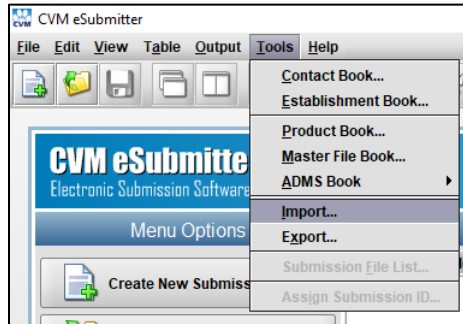 CVM eSubmitter
File Edit View Table Output Tools Help
Contact Book...
Establishment Book...
Product Book...
Master File Book...
ADMS Book
Import...
Export...
Submission File List...
Assign Submission ID...
CVM eSubmitte
Electronic Submission Software
Menu Options
Create New Submiss